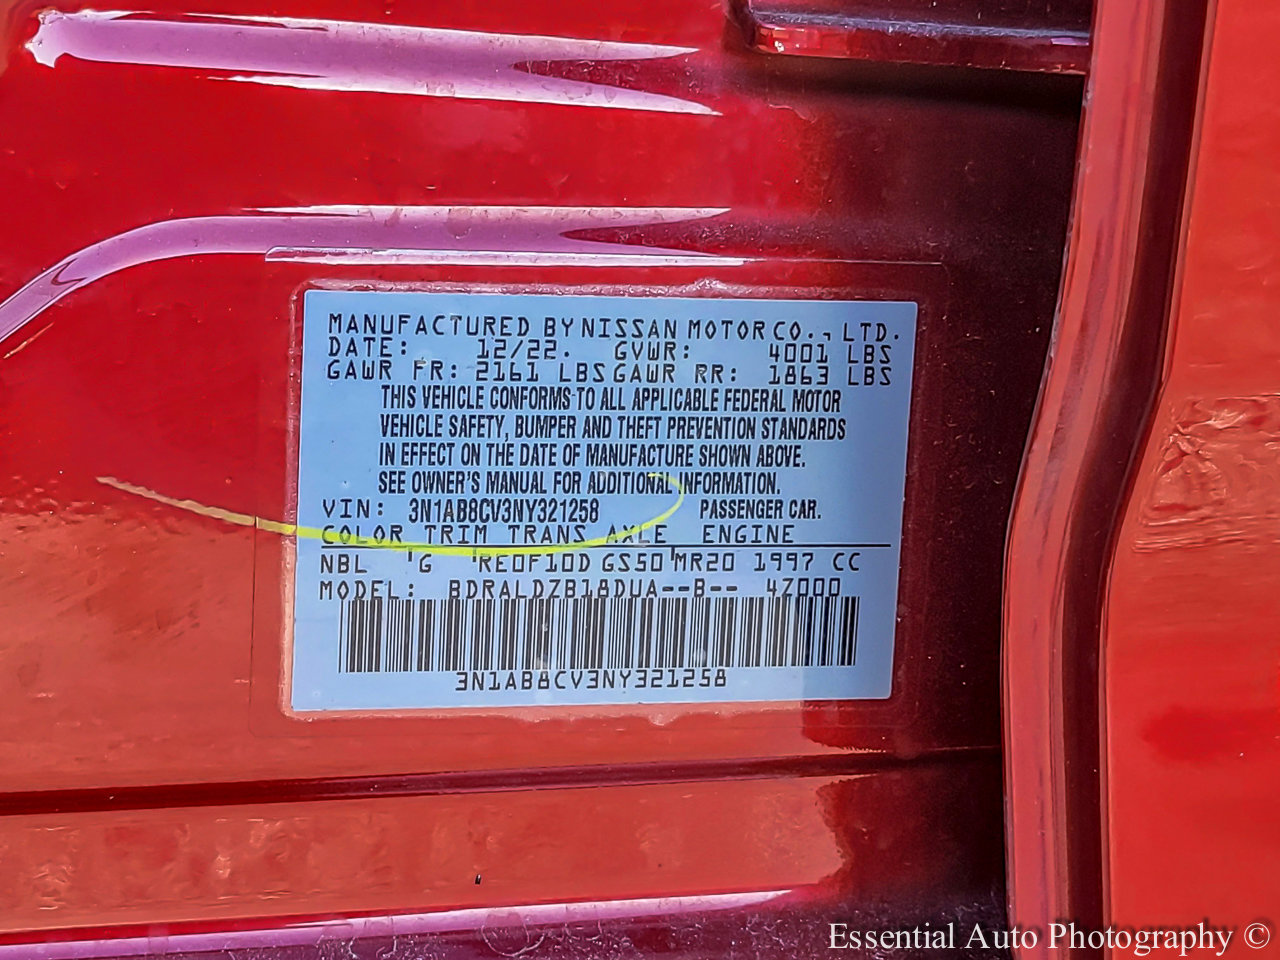 MANUFACTURED BY NISSAN MOTOR CO., LTD.
DATE: 12/22. GVWR: 4001 LBS
GAWR FR: 2161 LBS GAWR RR: 1863 LBS
THIS VEHICLE CONFORMS TO ALL APPLICABLE FEDERAL MOTOR
VEHICLE SAFETY, BUMPER AND THEFT PREVENTION STANDARDS
IN EFFECT ON THE DATE OF MANUFACTURE SHOWN ABOVE.
SEE OWNER'S MANUAL FOR ADDITIONAL INFORMATION.
VIN: 3N1AB8CV3NY321258 PASSENGER CAR.
COLOR TRIM TRANS AXLE ENGINE
NBL 'G 'RE0F10D GS50'MR20 1997 CC
MODEL: BDRALDZB18DUA--B-- 4Z000
3N1AB8CV3NY321258
Essential Auto Photography ©